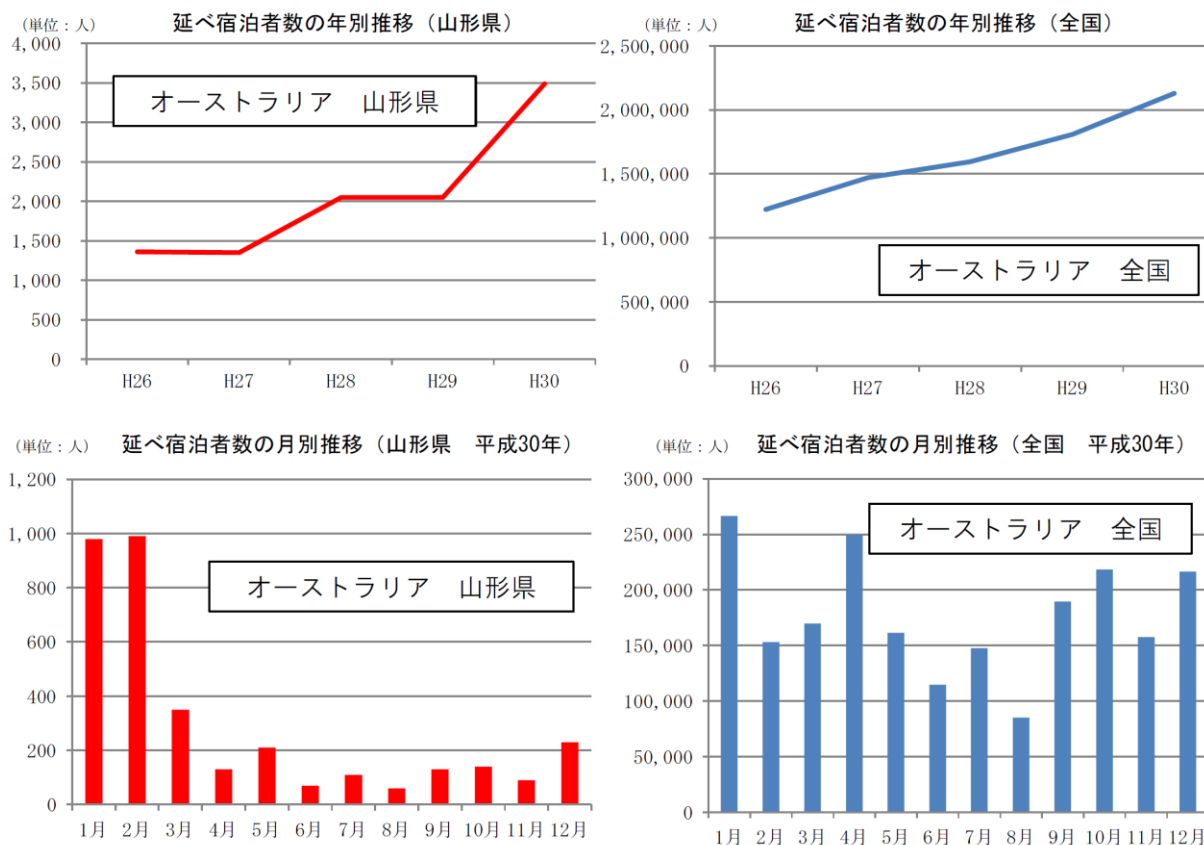 （単位：人）　延べ宿泊者数の年別推移（山形県）
4,000
3,500
3,000
2,500
2,000
1,500
1,000
500
0
オーストラリア　山形県
H26 H27 H28 H29 H30
（単位：人）　延べ宿泊者数の年別推移（全国）
2,500,000
2,000,000
1,500,000
1,000,000
500,000
0
オーストラリア　全国
H26 H27 H28 H29 H30
（単位：人）　延べ宿泊者数の月別推移（山形県　平成30年）
1,200
1,000
800
600
400
200
0
オーストラリア　山形県
1月 2月 3月 4月 5月 6月 7月 8月 9月 10月 11月 12月
（単位：人）　延べ宿泊者数の月別推移（全国　平成30年）
300,000
250,000
200,000
150,000
100,000
50,000
0
オーストラリア　全国
1月 2月 3月 4月 5月 6月 7月 8月 9月 10月 11月 12月